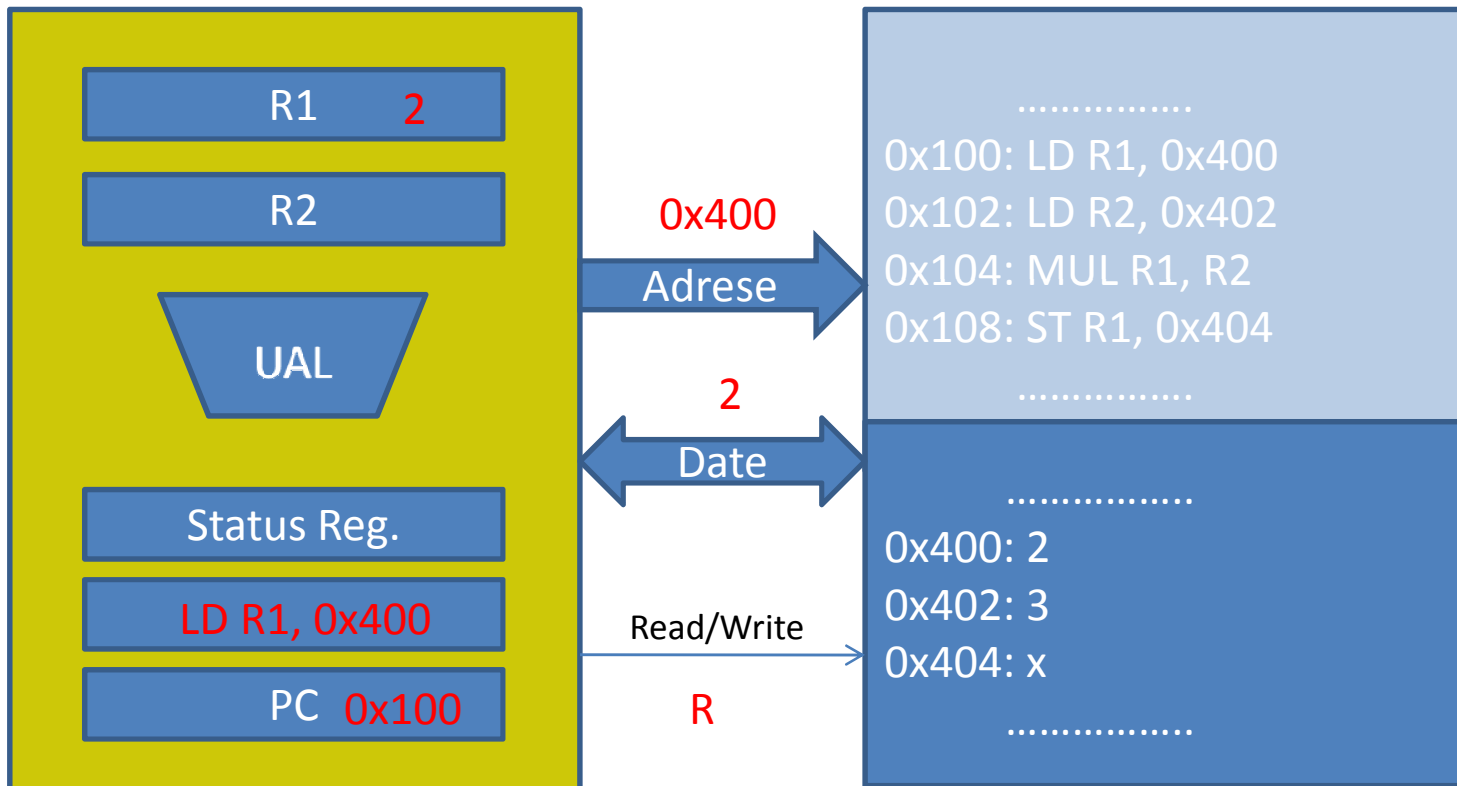 R1 2
R2
UAL
Status Reg.
LD R1, 0x400
PC 0x100
0x400
Adrese
2
Date
Read/Write
R
…………….
0x100: LD R1, 0x400
0x102: LD R2, 0x402
0x104: MUL R1, R2
0x108: ST R1, 0x404
…………….
……………..
0x400: 2
0x402: 3
0x404: x
……………..